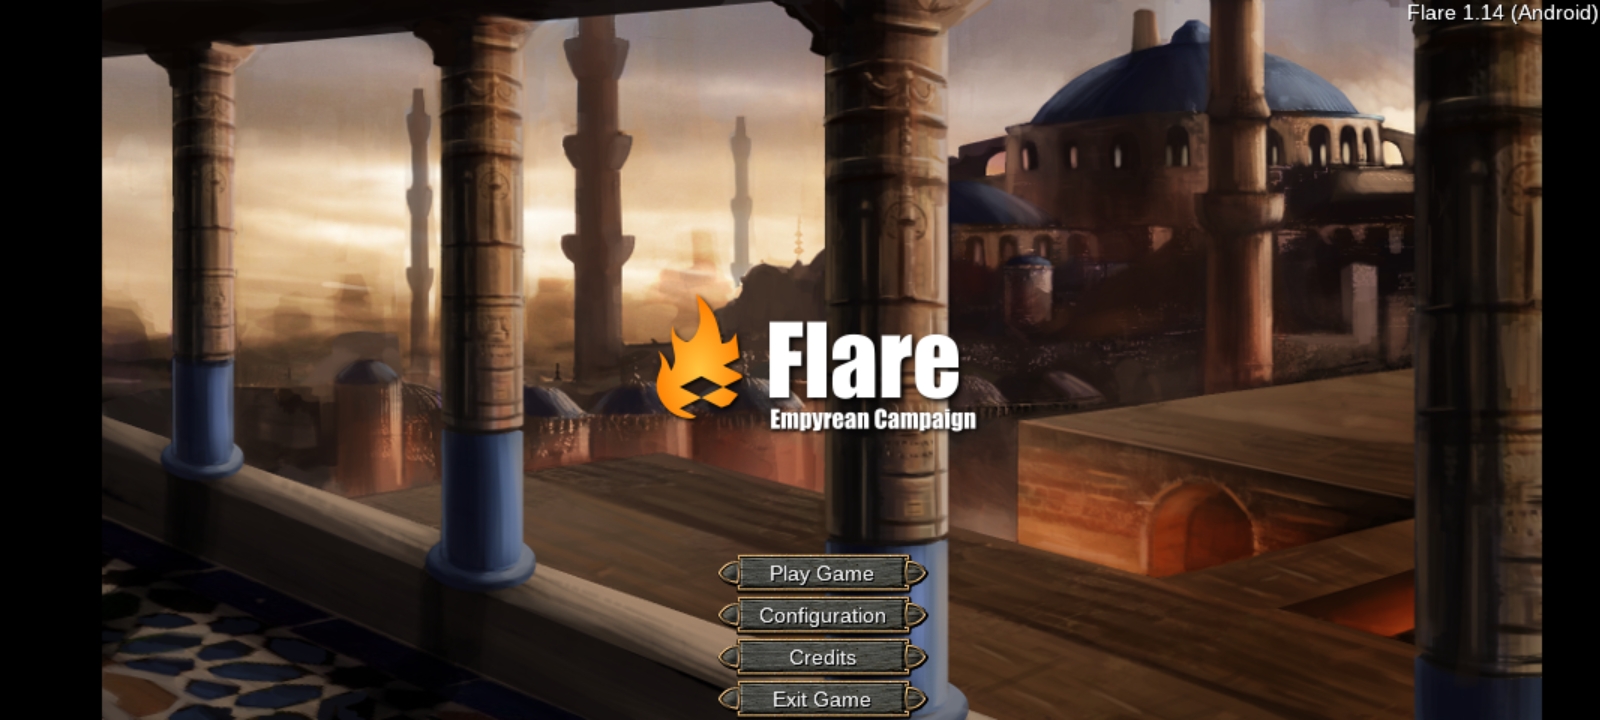 Flare 1.14 (Android)
Flare
Empyrean Campaign
Play Game
Configuration
Credits
Exit Game